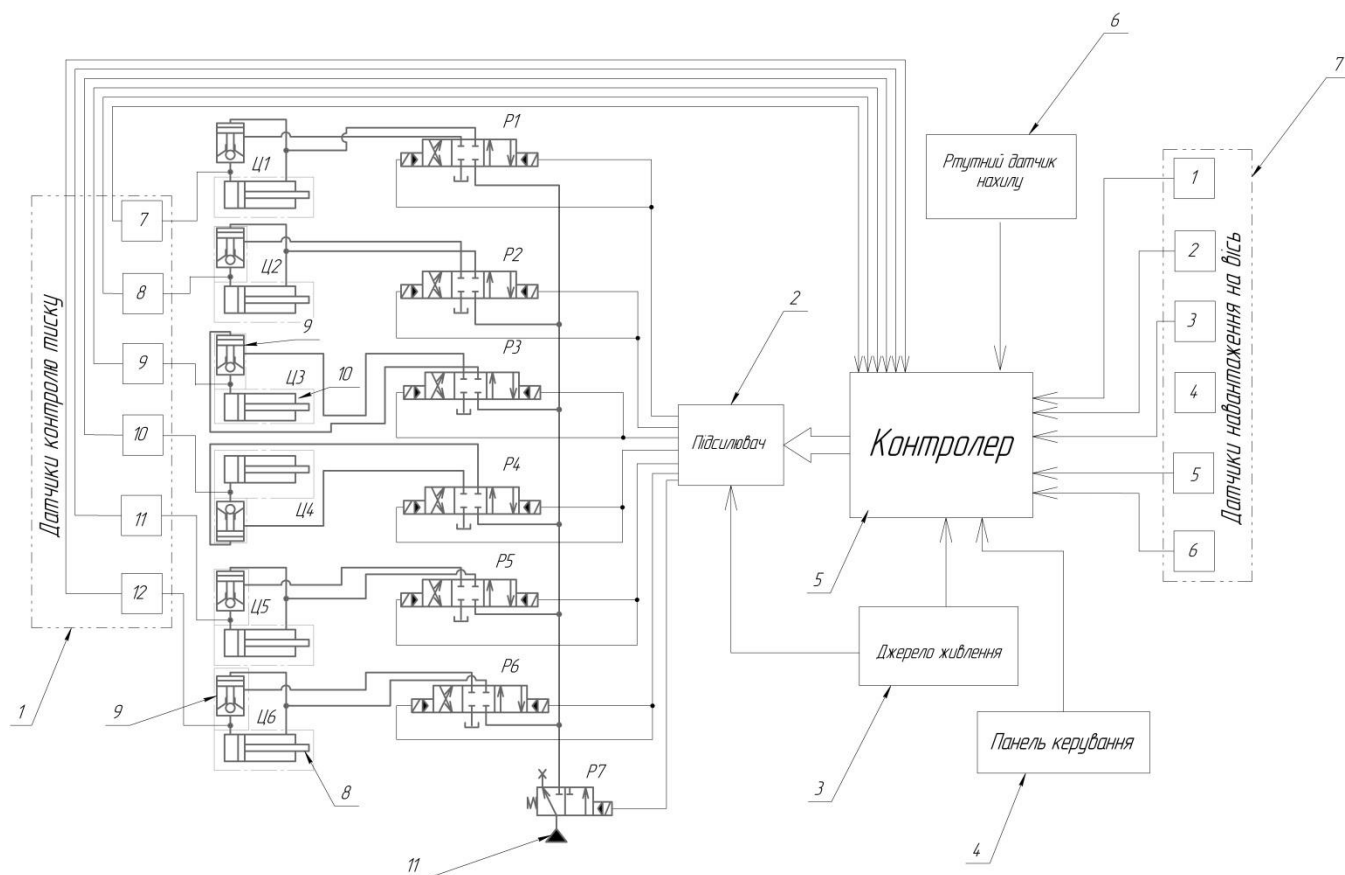 6
7
P1
Ц1
Ртутний датчик
нахилу
1
7
P2
Ц2
2
8
2
9
P3
3
Ц3
10
9
Датчики контролю тиску
Датчики навантаження на вісь
4
Підсилювач
Контролер
10
P4
Ц4
5
11
P5
5
6
12
Ц5
Джерело живлення
P6
1
9
Ц6
Панель керування
8
P7
3
4
11